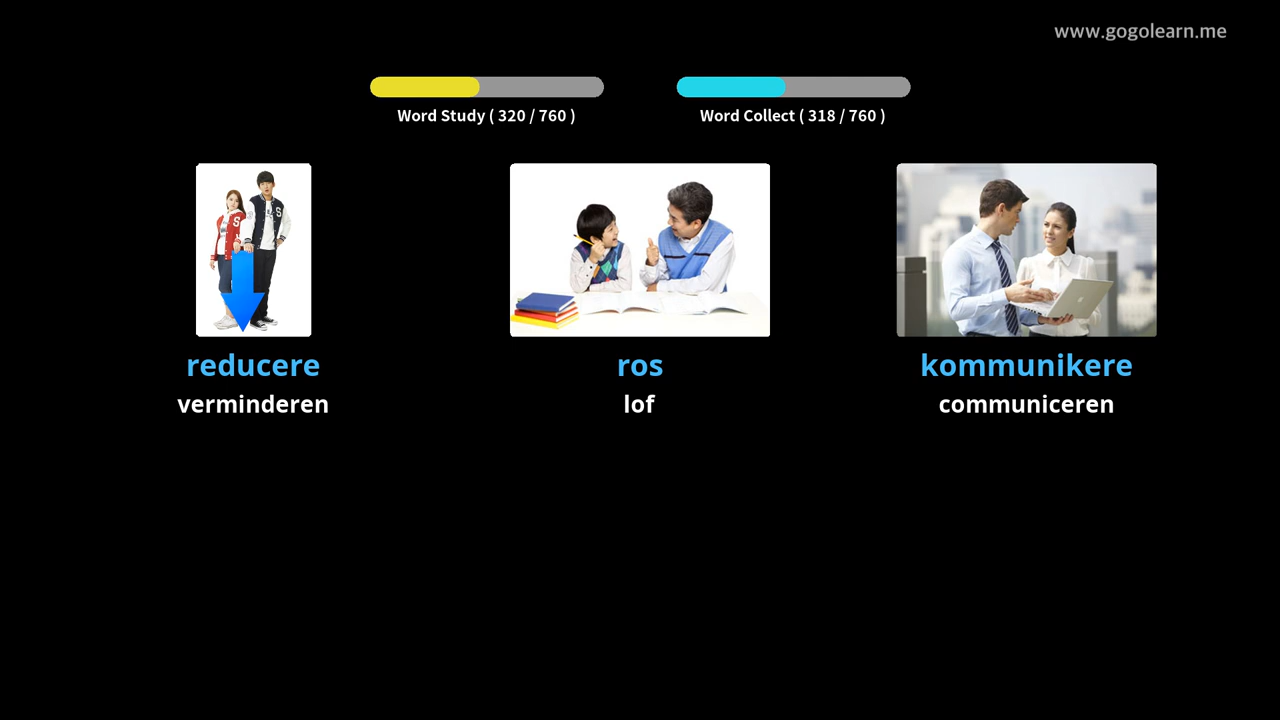 www.gogolearn.me
Word Study ( 320 / 760 )
Word Collect ( 318 / 760 )
reducere
verminderen
ros
lof
kommunikere
communiceren